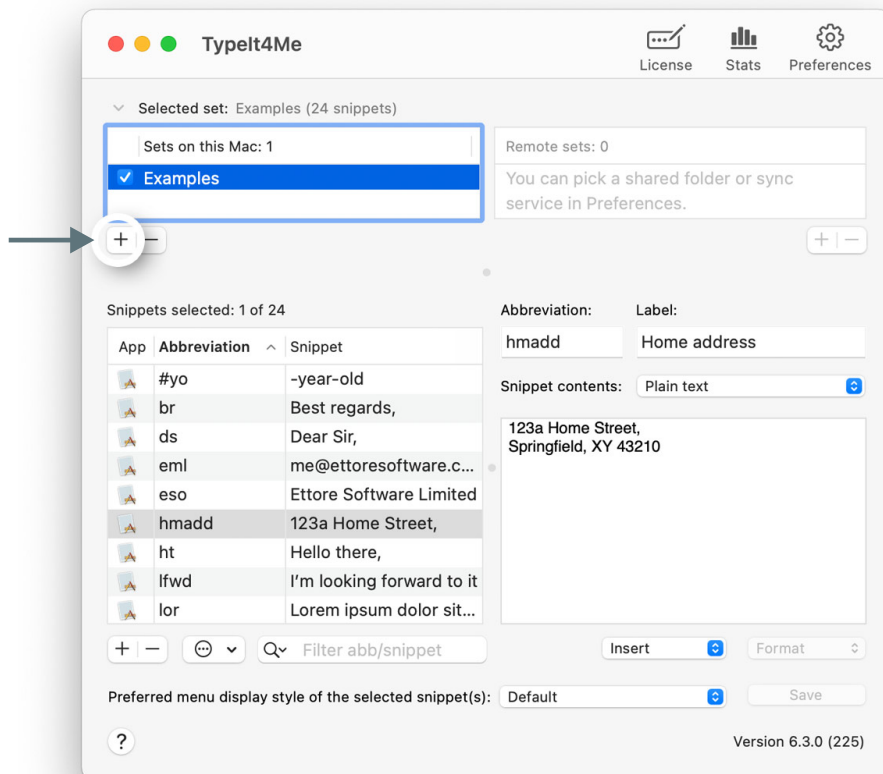 TypeIt4Me
License
Stats
Preferences
Selected set: Examples (24 snippets)
Sets on this Mac: 1
Examples
Remote sets: 0
You can pick a shared folder or sync
service in Preferences.
Snippets selected: 1 of 24
App Abbreviation Snippet
#yo -year-old
br Best regards,
ds Dear Sir,
eml me@ettoresoftware.c...
eso Ettore Software Limited
hmadd 123a Home Street,
ht Hello there,
lfwd I'm looking forward to it
lor Lorem ipsum dolor sit...
Filter abb/snippet
Abbreviation: Label:
hmadd Home address
Snippet contents: Plain text
123a Home Street,
Springfield, XY 43210
Insert Format
Preferred menu display style of the selected snippet(s): Default
Save
?
Version 6.3.0 (225)